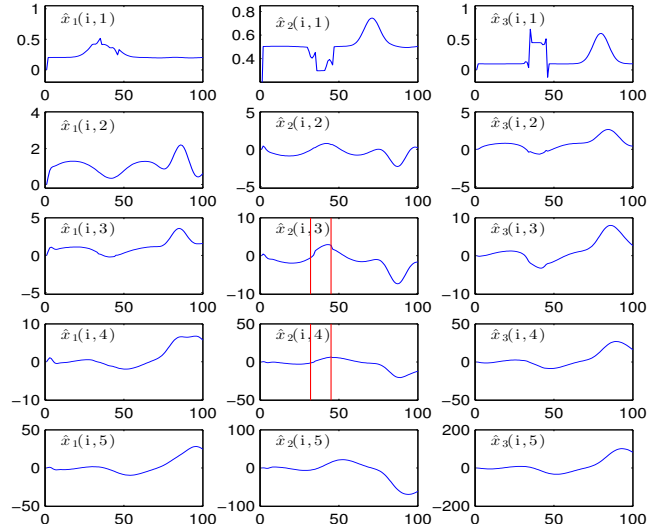 x̂₁(i,1)
1
0.5
0
0 50 100
x̂₂(i,1)
0.8
0.6
0.4
0 50 100
x̂₃(i,1)
1
0.5
0
0 50 100
x̂₁(i,2)
4
2
0
0 50 100
x̂₂(i,2)
5
0
−5
0 50 100
x̂₃(i,2)
5
0
−5
0 50 100
x̂₁(i,3)
5
0
−5
0 50 100
x̂₂(i,3)
10
0
−10
0 50 100
x̂₃(i,3)
10
0
−10
0 50 100
x̂₁(i,4)
10
0
−10
0 50 100
x̂₂(i,4)
50
0
−50
0 50 100
x̂₃(i,4)
50
0
−50
0 50 100
x̂₁(i,5)
50
0
−50
0 50 100
x̂₂(i,5)
100
0
−100
0 50 100
x̂₃(i,5)
200
0
−200
0 50 100